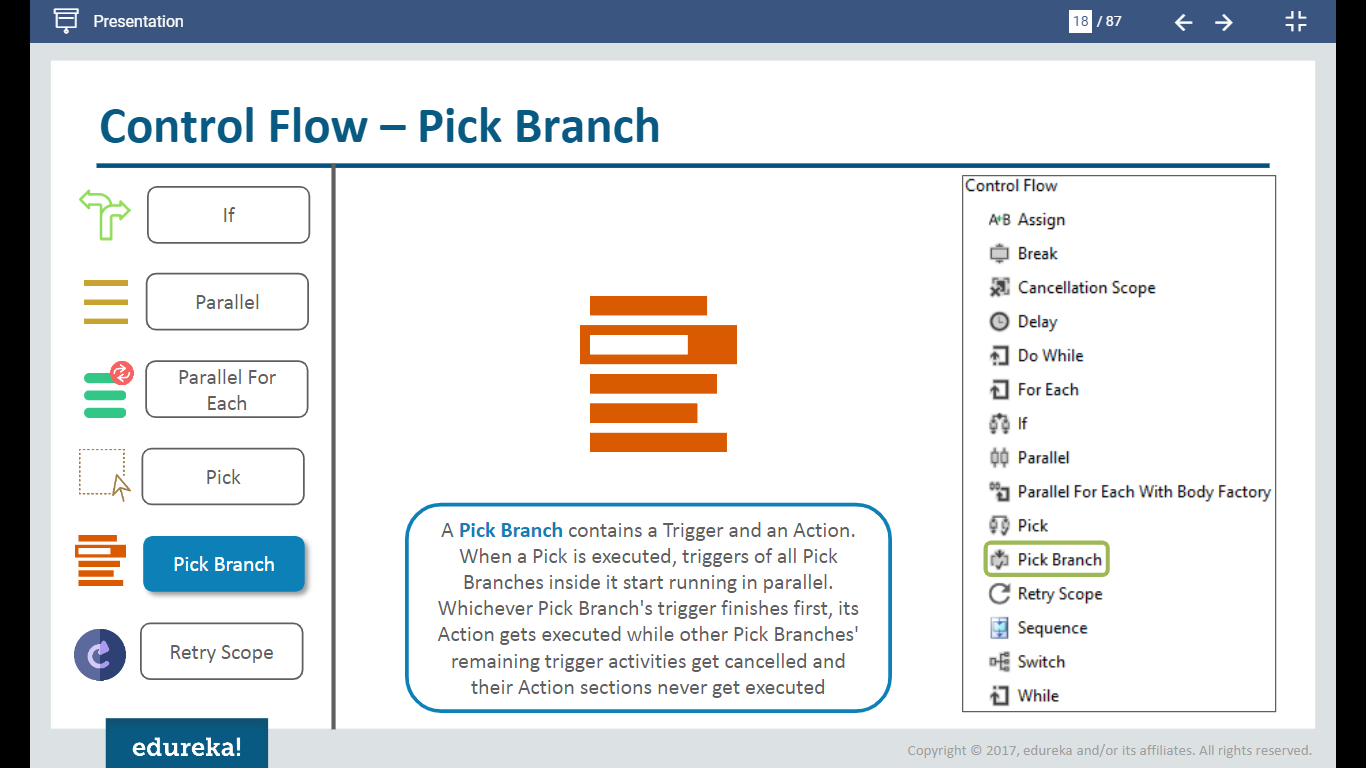 Presentation
18 / 87
Control Flow – Pick Branch
If
Parallel
Parallel For
Each
Pick
Pick Branch
Retry Scope
A Pick Branch contains a Trigger and an Action.
When a Pick is executed, triggers of all Pick
Branches inside it start running in parallel.
Whichever Pick Branch's trigger finishes first, its
Action gets executed while other Pick Branches'
remaining trigger activities get cancelled and
their Action sections never get executed
Control Flow
A+B Assign
Break
Cancellation Scope
Delay
Do While
For Each
If
Parallel
Parallel For Each With Body Factory
Pick
Pick Branch
Retry Scope
Sequence
Switch
While
edureka!
Copyright © 2017, edureka and/or its affiliates. All rights reserved.